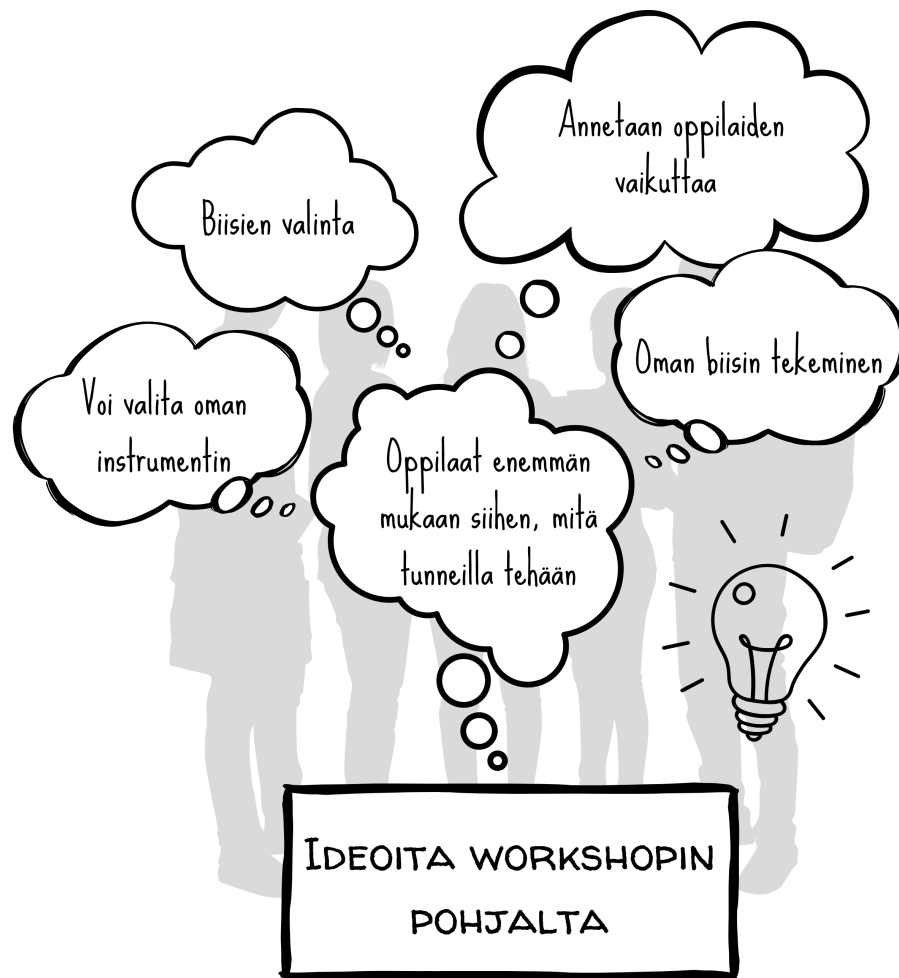 Annetaan oppilaiden
vaikuttaa
Biisien valinta
Oman biisin tekeminen
Voi valita oman
instrumentin
Oppilaat enemmän
mukaan siihen, mitä
tunneilla tehään
IDEOITA WORKSHOPIN
POHJALTA